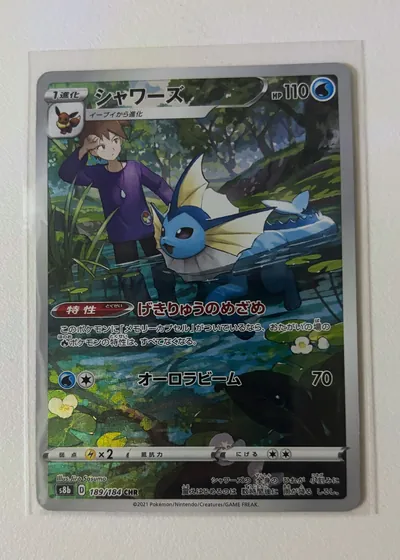 1進化
シャワーズ
HP 110
イーブイから進化
特性 げきりゅうのめざめ
このポケモンに「メモリーカプセル」がついているなら、おたがいの場の
ポケモンの特性は、すべてなくなる。
オーロラビーム 70
弱点 ×2 抵抗力 にげる
Illus.
s8b D 189/184 CHR
©2021 Pokémon/Nintendo/Creatures/GAME FREAK.